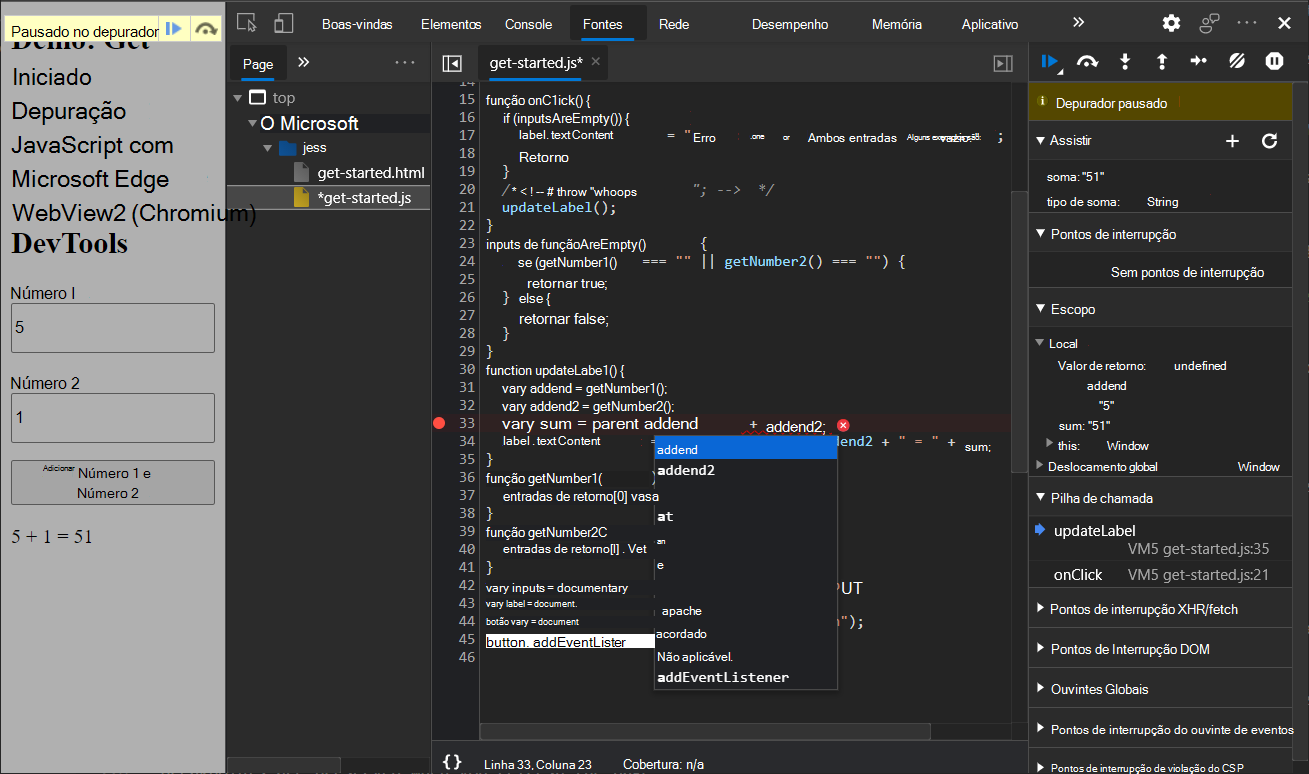 Pausado no depurador
Demo: Get
Iniciado
Depuração
JavaScript com
Microsoft Edge
WebView2 (Chromium)
DevTools
Número I
5
Número 2
1
Adicionar Número 1 e
Número 2
5 + 1 = 51
Boas-vindas Elementos Console Fontes Rede Desempenho Memória Aplicativo
Page
top
Microsoft
jess
get-started.html
*get-started.js
get-started.js*
14
15 função onC1ick() {
16 if (inputsAreEmpty()) {
17 label. textContent = "Erro : .one or Ambos entradas ;
18 Retorno
19 }
20 /* < ! -- # throw "whoops "; --> */
21 updateLabel();
22 }
23 inputs de funçãoAreEmpty() {
24 se (getNumber1() === "" || getNumber2() === "") {
25 retornar true;
26 } else {
27 retornar false;
28 }
29 }
30 function updateLabe1() {
31 vary addend = getNumber1();
32 vary addend2 = getNumber2();
33 vary sum = parent addend + addend2;
34 label . textContent = dend2 + " = " + sum;
35 }
36 função getNumber1( )
37 entradas de retorno[0] vasa
38 }
39 função getNumber2C
40 entradas de retorno[l] . Vet
41 }
42 vary inputs = documentary PUT
43 vary label = document.
44 botão vary = document ");
45 button. addEventLister
46
addend
addend2
at
an
e
apache
acordado
Não aplicável.
addEventListener
{ } Linha 33, Coluna 23 Cobertura: n/a
Depurador pausado
Assistir
soma: "51"
tipo de soma: String
Pontos de interrupção
Sem pontos de interrupção
Escopo
Local
Valor de retorno: undefined
addend
"5"
sum: "51"
this: Window
Deslocamento global Window
Pilha de chamada
updateLabel
VM5 get-started.js:35
onClick VM5 get-started.js:21
Pontos de interrupção XHR/fetch
Pontos de Interrupção DOM
Ouvintes Globais
Pontos de interrupção do ouvinte de eventos
Pontos de interrupção de violação do CSP